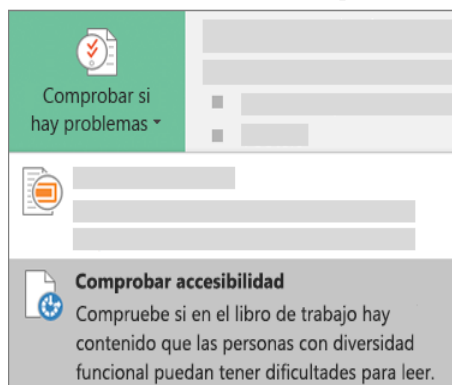 Comprobar si
hay problemas
Comprobar accesibilidad
Compruebe si en el libro de trabajo hay
contenido que las personas con diversidad
funcional puedan tener dificultades para leer.